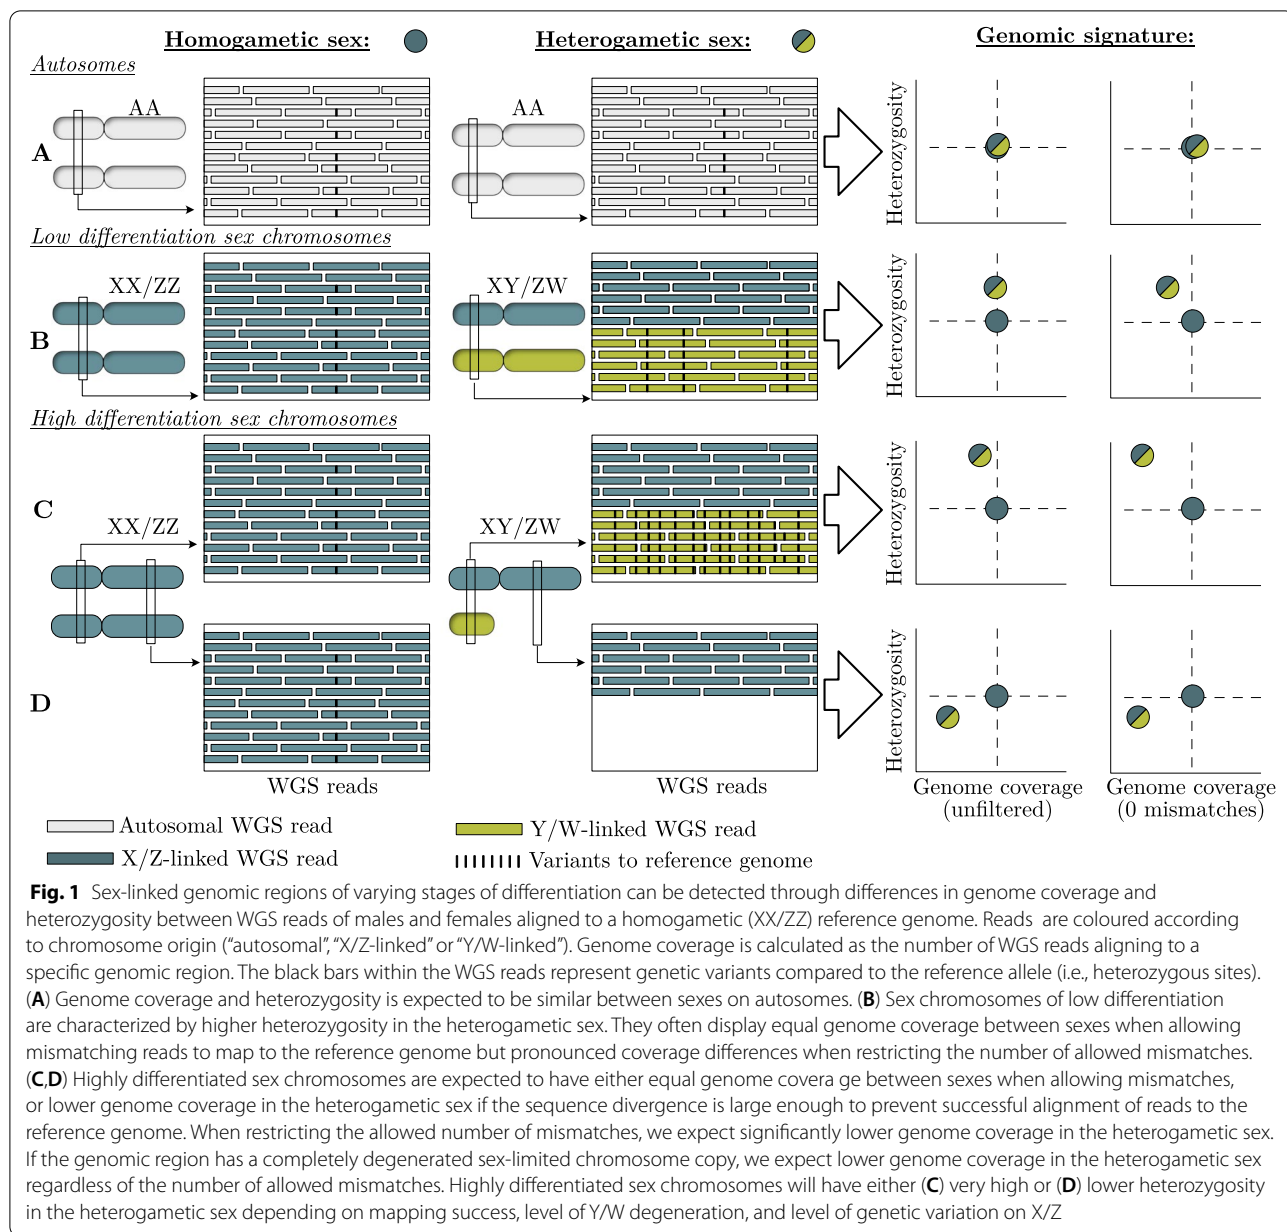 Homogametic sex:
Heterogametic sex:
Genomic signature:
Autosomes
A
AA
AA
Heterozygosity
Low differentiation sex chromosomes
B
XX/ZZ
XY/ZW
Heterozygosity
High differentiation sex chromosomes
C
XX/ZZ
XY/ZW
Heterozygosity
D
Heterozygosity
WGS reads
WGS reads
Genome coverage
(unfiltered)
Genome coverage
(0 mismatches)
Autosomal WGS read
Y/W-linked WGS read
X/Z-linked WGS read
Variants to reference genome
Fig. 1 Sex-linked genomic regions of varying stages of differentiation can be detected through differences in genome coverage and
heterozygosity between WGS reads of males and females aligned to a homogametic (XX/ZZ) reference genome. Reads are coloured according
to chromosome origin (“autosomal”, “X/Z-linked” or “Y/W-linked”). Genome coverage is calculated as the number of WGS reads aligning to a
specific genomic region. The black bars within the WGS reads represent genetic variants compared to the reference allele (i.e., heterozygous sites).
(A) Genome coverage and heterozygosity is expected to be similar between sexes on autosomes. (B) Sex chromosomes of low differentiation
are characterized by higher heterozygosity in the heterogametic sex. They often display equal genome coverage between sexes when allowing
mismatching reads to map to the reference genome but pronounced coverage differences when restricting the number of allowed mismatches.
(C,D) Highly differentiated sex chromosomes are expected to have either equal genome covera ge between sexes when allowing mismatches,
or lower genome coverage in the heterogametic sex if the sequence divergence is large enough to prevent successful alignment of reads to the
reference genome. When restricting the allowed number of mismatches, we expect significantly lower genome coverage in the heterogametic sex.
If the genomic region has a completely degenerated sex-limited chromosome copy, we expect lower genome coverage in the heterogametic sex
regardless of the number of allowed mismatches. Highly differentiated sex chromosomes will have either (C) very high or (D) lower heterozygosity
in the heterogametic sex depending on mapping success, level of Y/W degeneration, and level of genetic variation on X/Z